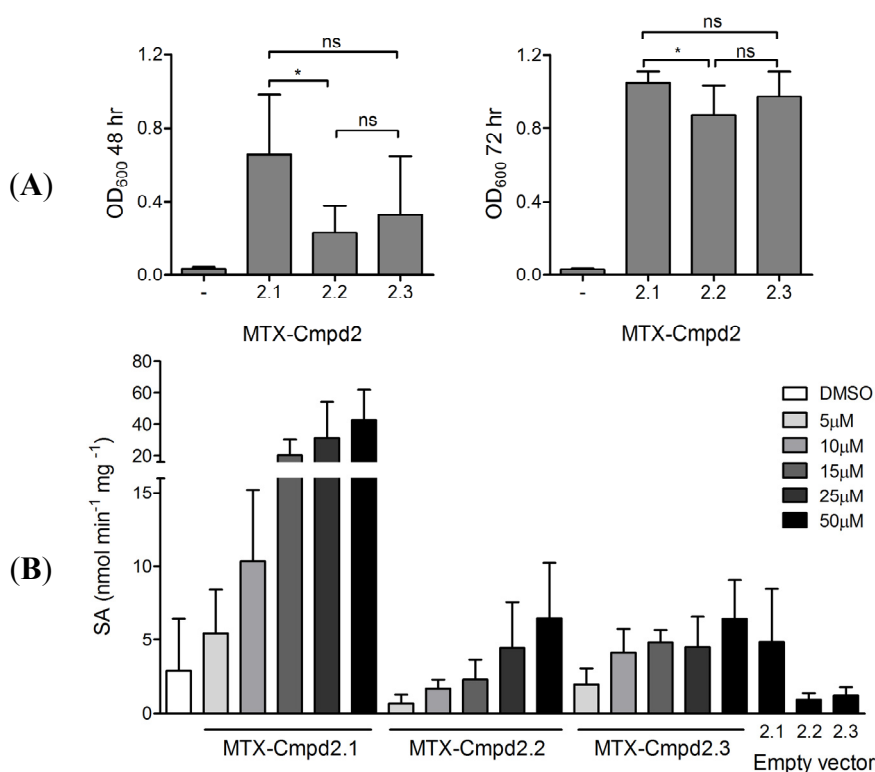 (A)
OD600 48 hr
1.2
0.8
0.4
0.0
ns
*
ns
- 2.1 2.2 2.3
MTX-Cmpd2
OD600 72 hr
1.2
0.8
0.4
0.0
ns
*
ns
- 2.1 2.2 2.3
MTX-Cmpd2
(B)
SA (nmol min-1 mg -1)
80
60
40
20
15
10
5
0
DMSO
5µM
10µM
15µM
25µM
50µM
MTX-Cmpd2.1 MTX-Cmpd2.2 MTX-Cmpd2.3
2.1 2.2 2.3
Empty vector